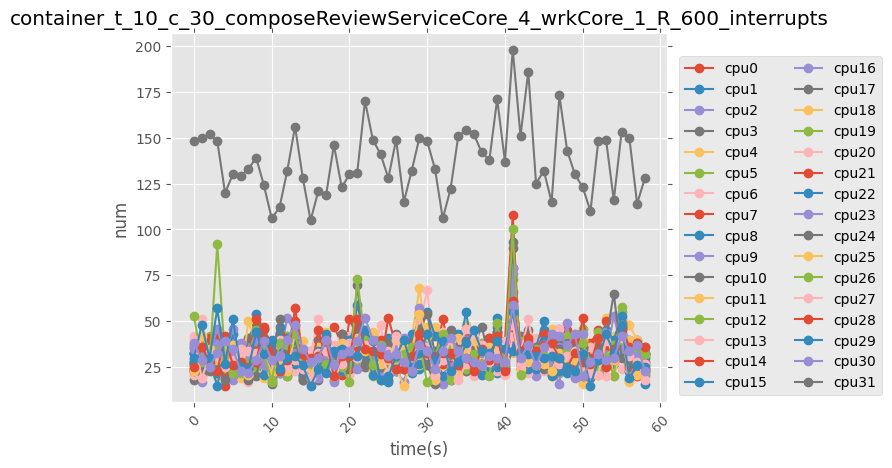 container_t_10_c_30_composeReviewServiceCore_4_wrkCore_1_R_600_interrupts
200
175
150
125
100
75
50
25
num
0
10
20
30
40
50
60
time(s)
cpu0
cpu1
cpu2
cpu3
cpu4
cpu5
cpu6
cpu7
cpu8
cpu9
cpu10
cpu11
cpu12
cpu13
cpu14
cpu15
cpu16
cpu17
cpu18
cpu19
cpu20
cpu21
cpu22
cpu23
cpu24
cpu25
cpu26
cpu27
cpu28
cpu29
cpu30
cpu31